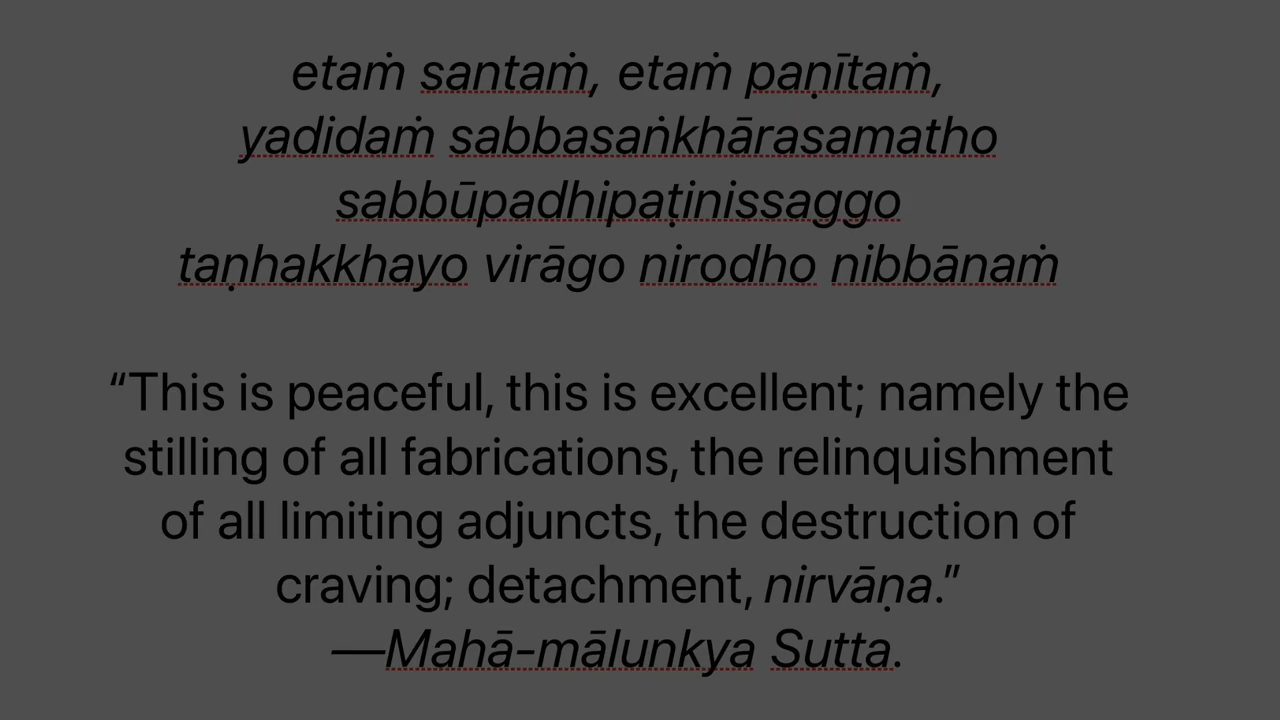 etaṁ santaṁ, etaṁ paṇītaṁ,
yadidaṁ sabbasaṅkhārasamatho
sabbūpadhipaṭinissaggo
taṇhakkhayo virāgo nirodho nibbānaṁ
“This is peaceful, this is excellent; namely the
stilling of all fabrications, the relinquishment
of all limiting adjuncts, the destruction of
craving; detachment, nirvāṇa.”
—Mahā-mālunkya Sutta.